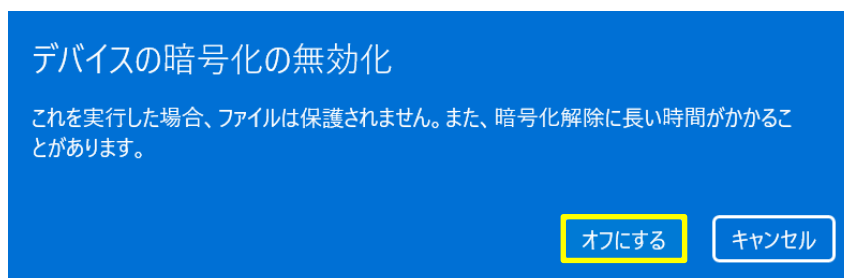 デバイスの暗号化の無効化
これを実行した場合、ファイルは保護されません。また、暗号化解除に長い時間がかかるこ
とがあります。
オフにする
キャンセル